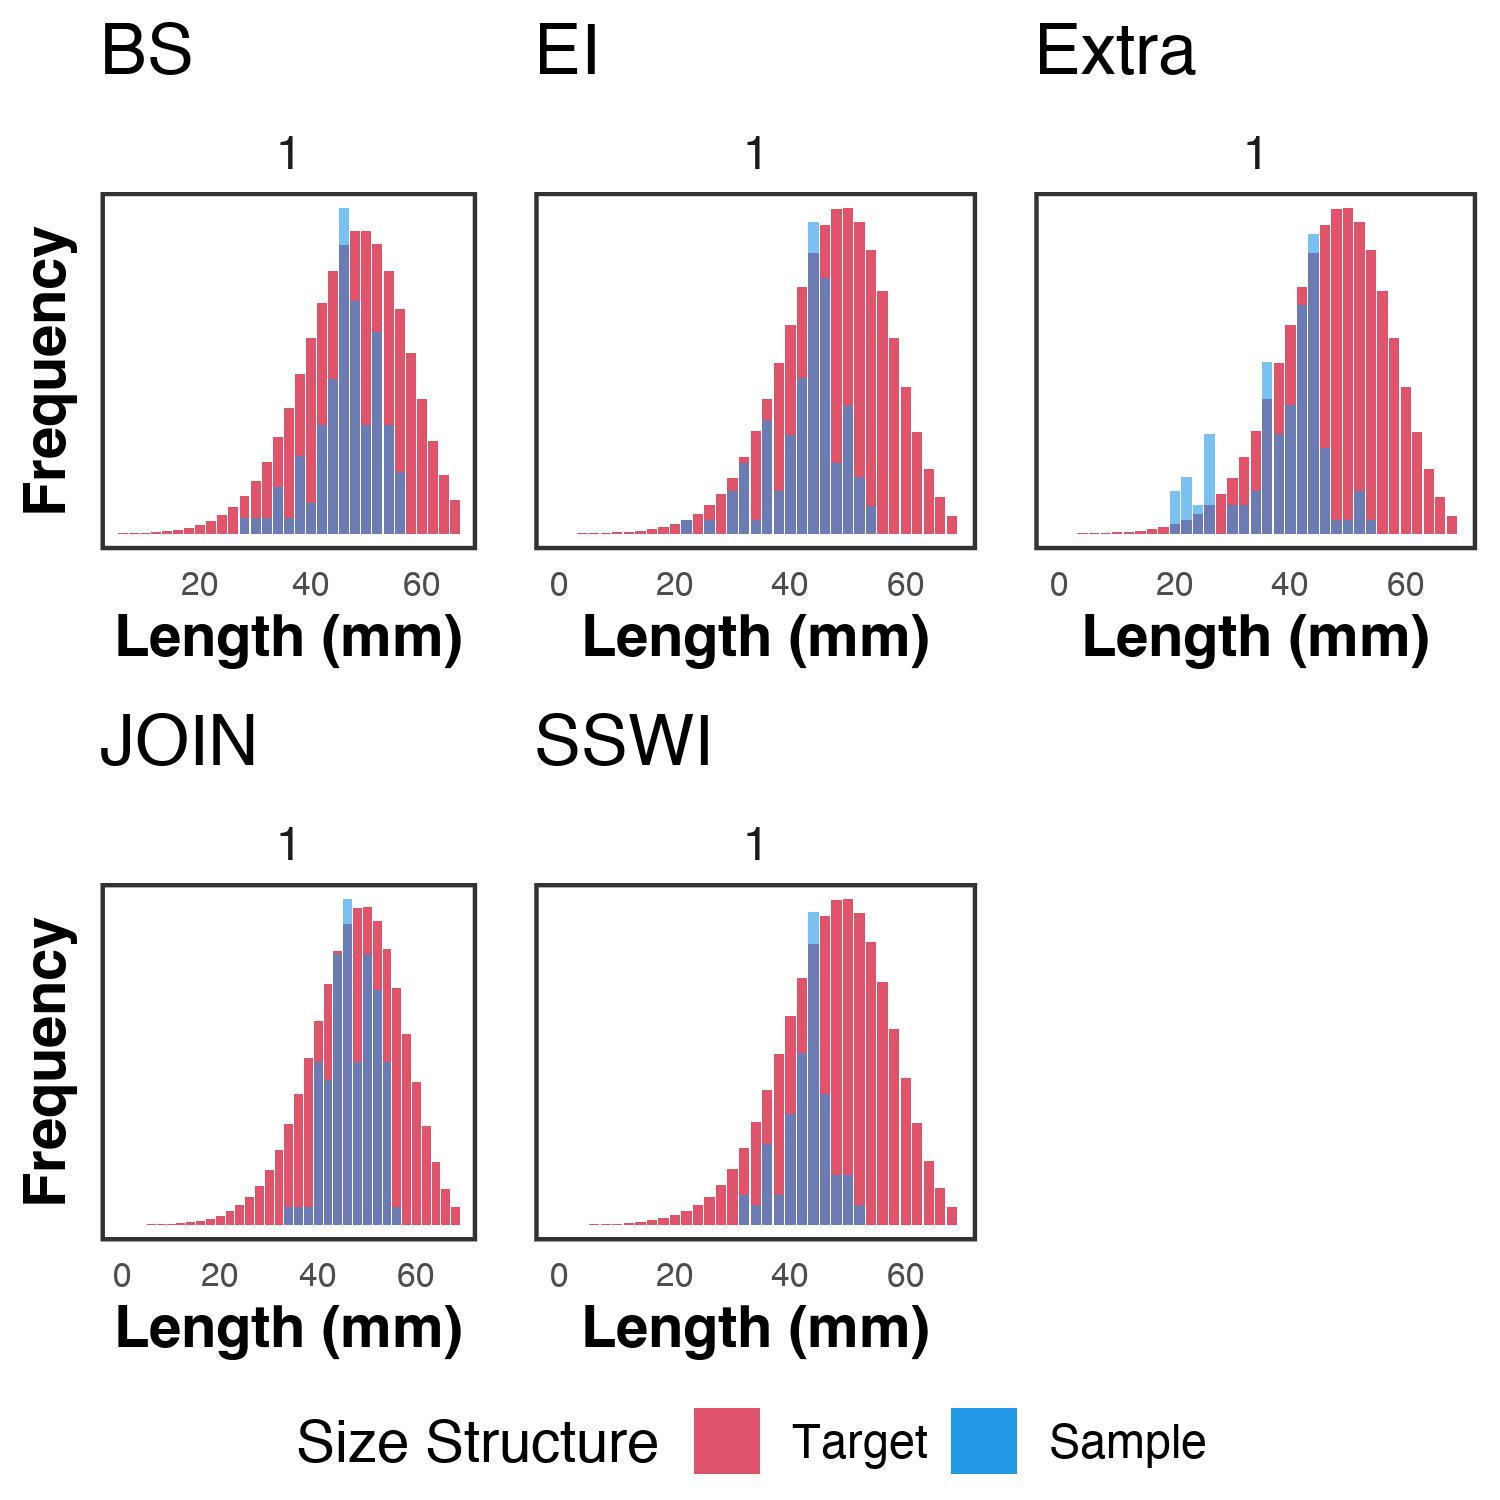 BS EI Extra
1 1 1
Frequency
20 40 60 0 20 40 60 0 20 40 60
Length (mm) Length (mm) Length (mm)
JOIN SSWI
1 1
Frequency
0 20 40 60 0 20 40 60
Length (mm) Length (mm)
Size Structure Target Sample